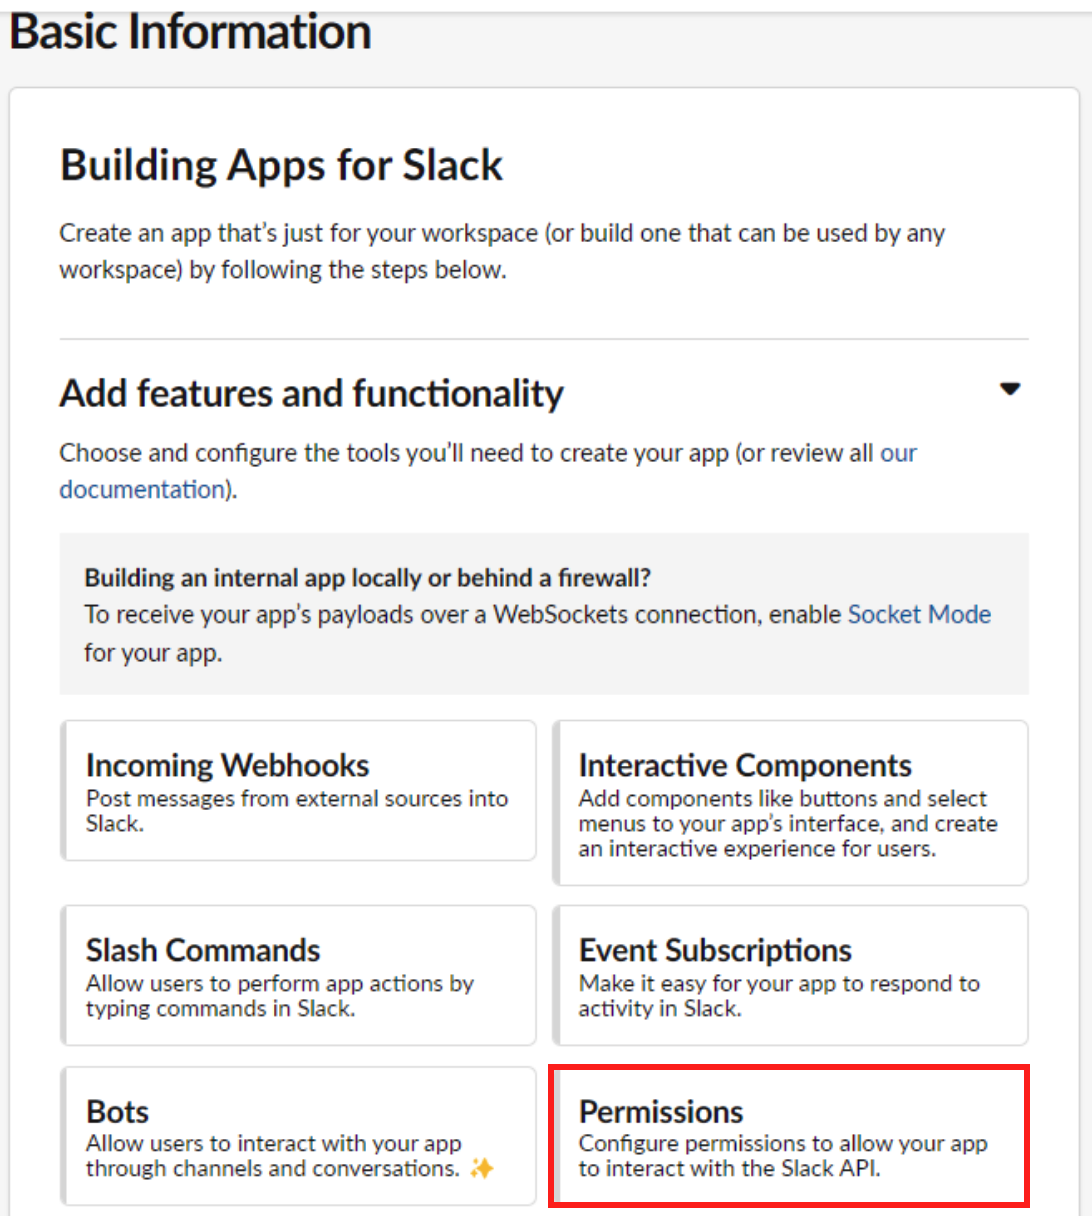 Basic Information
Building Apps for Slack
Create an app that's just for your workspace (or build one that can be used by any
workspace) by following the steps below.
Add features and functionality
Choose and configure the tools you'll need to create your app (or review all our
documentation).
Building an internal app locally or behind a firewall?
To receive your app's payloads over a WebSockets connection, enable Socket Mode
for your app.
Incoming Webhooks
Post messages from external sources into
Slack.
Interactive Components
Add components like buttons and select
menus to your app's interface, and create
an interactive experience for users.
Slash Commands
Allow users to perform app actions by
typing commands in Slack.
Event Subscriptions
Make it easy for your app to respond to
activity in Slack.
Bots
Allow users to interact with your app
through channels and conversations. ✨
Permissions
Configure permissions to allow your app
to interact with the Slack API.